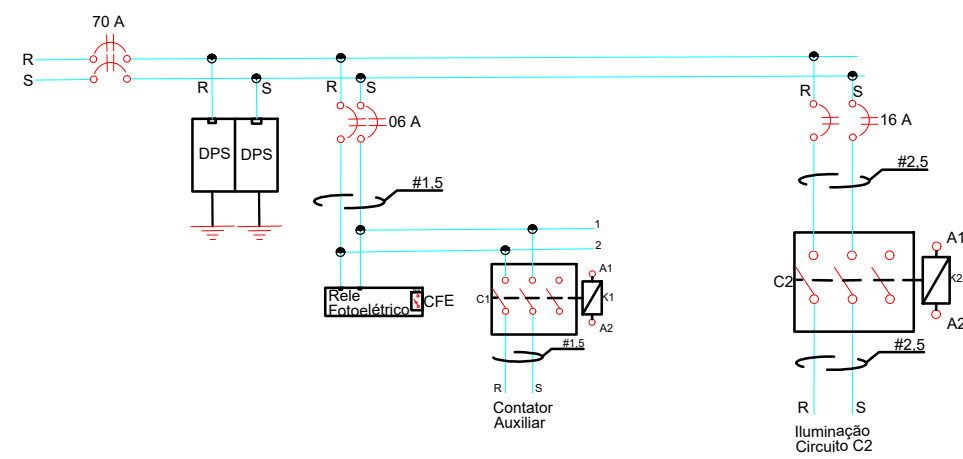 70 A
R
S
R
S
R
S
R
S
DPS
DPS
06 A
16 A
#1,5
#2,5
1
2
A1
A1
Rele
Fotoelétrico
CFE
C1
K1
A2
C2
K2
A2
#1,5
#2,5
R
S
R
S
Contator
Auxiliar
Iluminação
Circuito C2